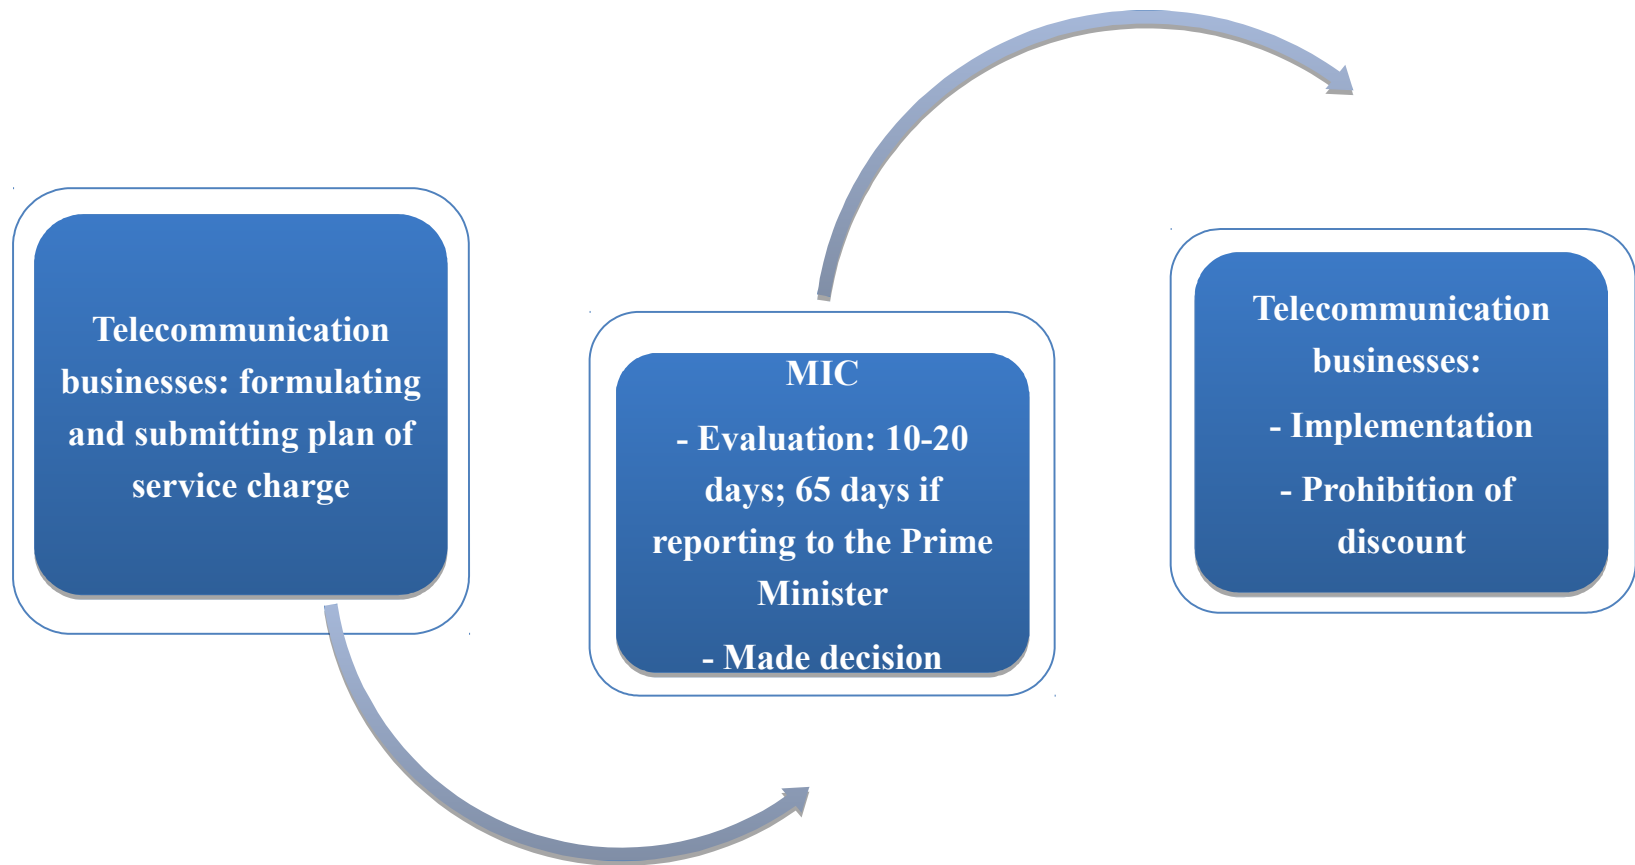 Telecommunication
businesses: formulating
and submitting plan of
service charge
MIC
- Evaluation: 10-20
days; 65 days if
reporting to the Prime
Minister
- Made decision
Telecommunication
businesses:
- Implementation
- Prohibition of
discount